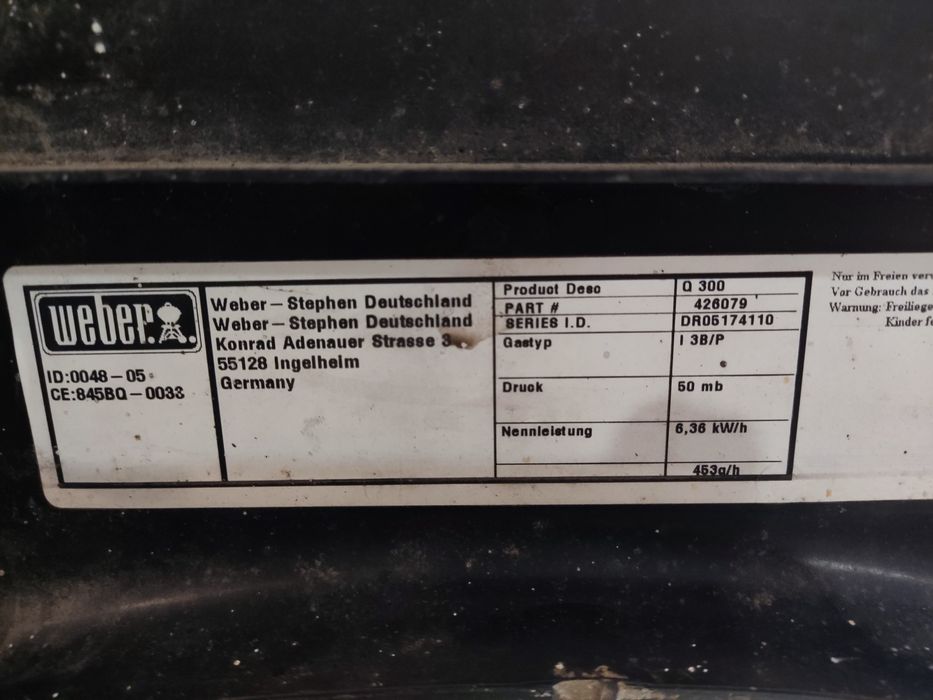 weber.
ID:0048-05
CE:845BQ-0033
Weber-Stephen Deutschland
Weber-Stephen Deutschland
Konrad Adenauer Strasse 3
55128 Ingelheim
Germany
Product Desc Q 300
PART # 426079
SERIES I.D. DR05174110
Gastyp I 3B/P
Druck 50 mb
Nennleistung 6,36 kW/h
453g/h
Nur im Freien
Vor Gebrauch das
Warnung:
Kinder